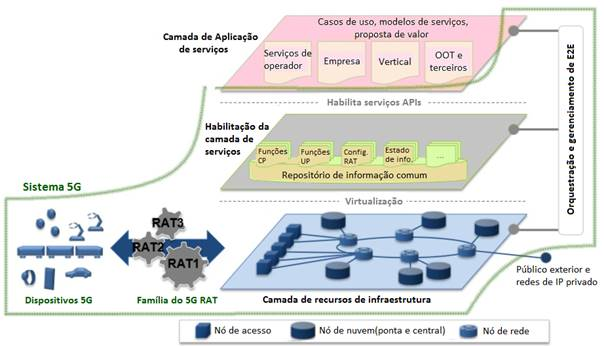 Camada de Aplicação
de serviços
Casos de uso, modelos de serviços,
proposta de valor
Serviços de
operador
Empresa
Vertical
OOT e
terceiros
Habilita serviços APIs
Habilitação da
camada de
serviços
Funções
CP
Funções
UP
Config.
RAT
Estado
de info.
...
Repositório de informação comum
Virtualização
Orquestração e gerenciamento de E2E
Sistema 5G
RAT3
RAT2
RAT1
Dispositivos 5G
Família do 5G RAT
Camada de recursos de infraestrutura
Público exterior e
redes de IP privado
Nó de acesso
Nó de nuvem(ponta e central)
Nó de rede